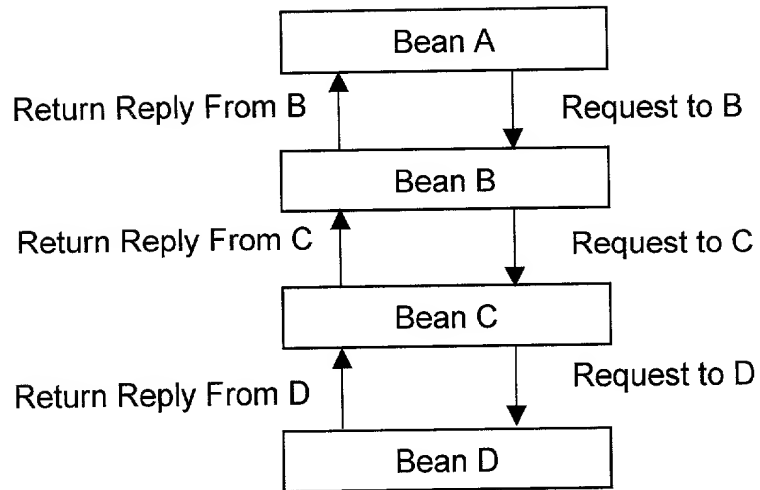 Bean A
Return Reply From B
Request to B
Bean B
Return Reply From C
Request to C
Bean C
Return Reply From D
Request to D
Bean D